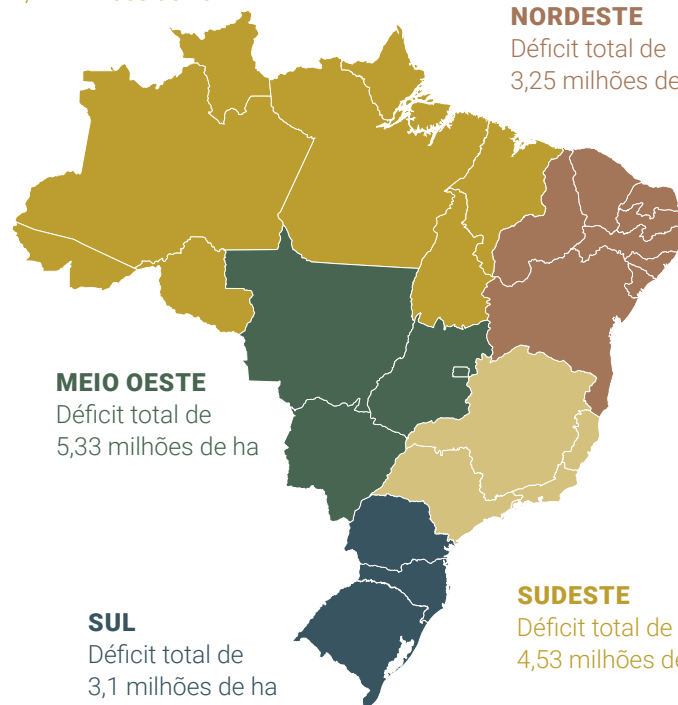 NORDESTE
Déficit total de
3,25 milhões de
MEIO OESTE
Déficit total de
5,33 milhões de ha
SUDESTE
Déficit total de
4,53 milhões de
SUL
Déficit total de
3,1 milhões de ha